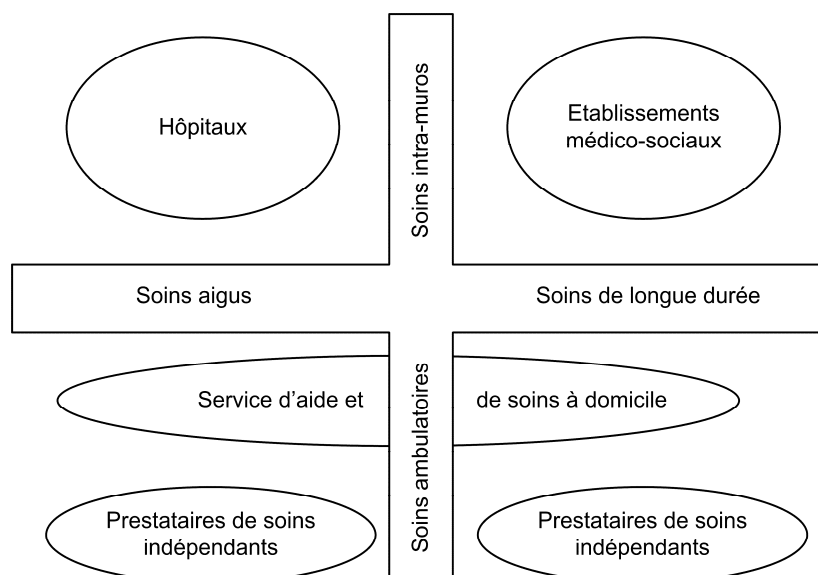 Hôpitaux
Soins intra-muros
Etablissements
médico-sociaux
Soins aigus
Soins de longue durée
Service d'aide et
de soins à domicile
Soins ambulatoires
Prestataires de soins
indépendants
Prestataires de soins
indépendants